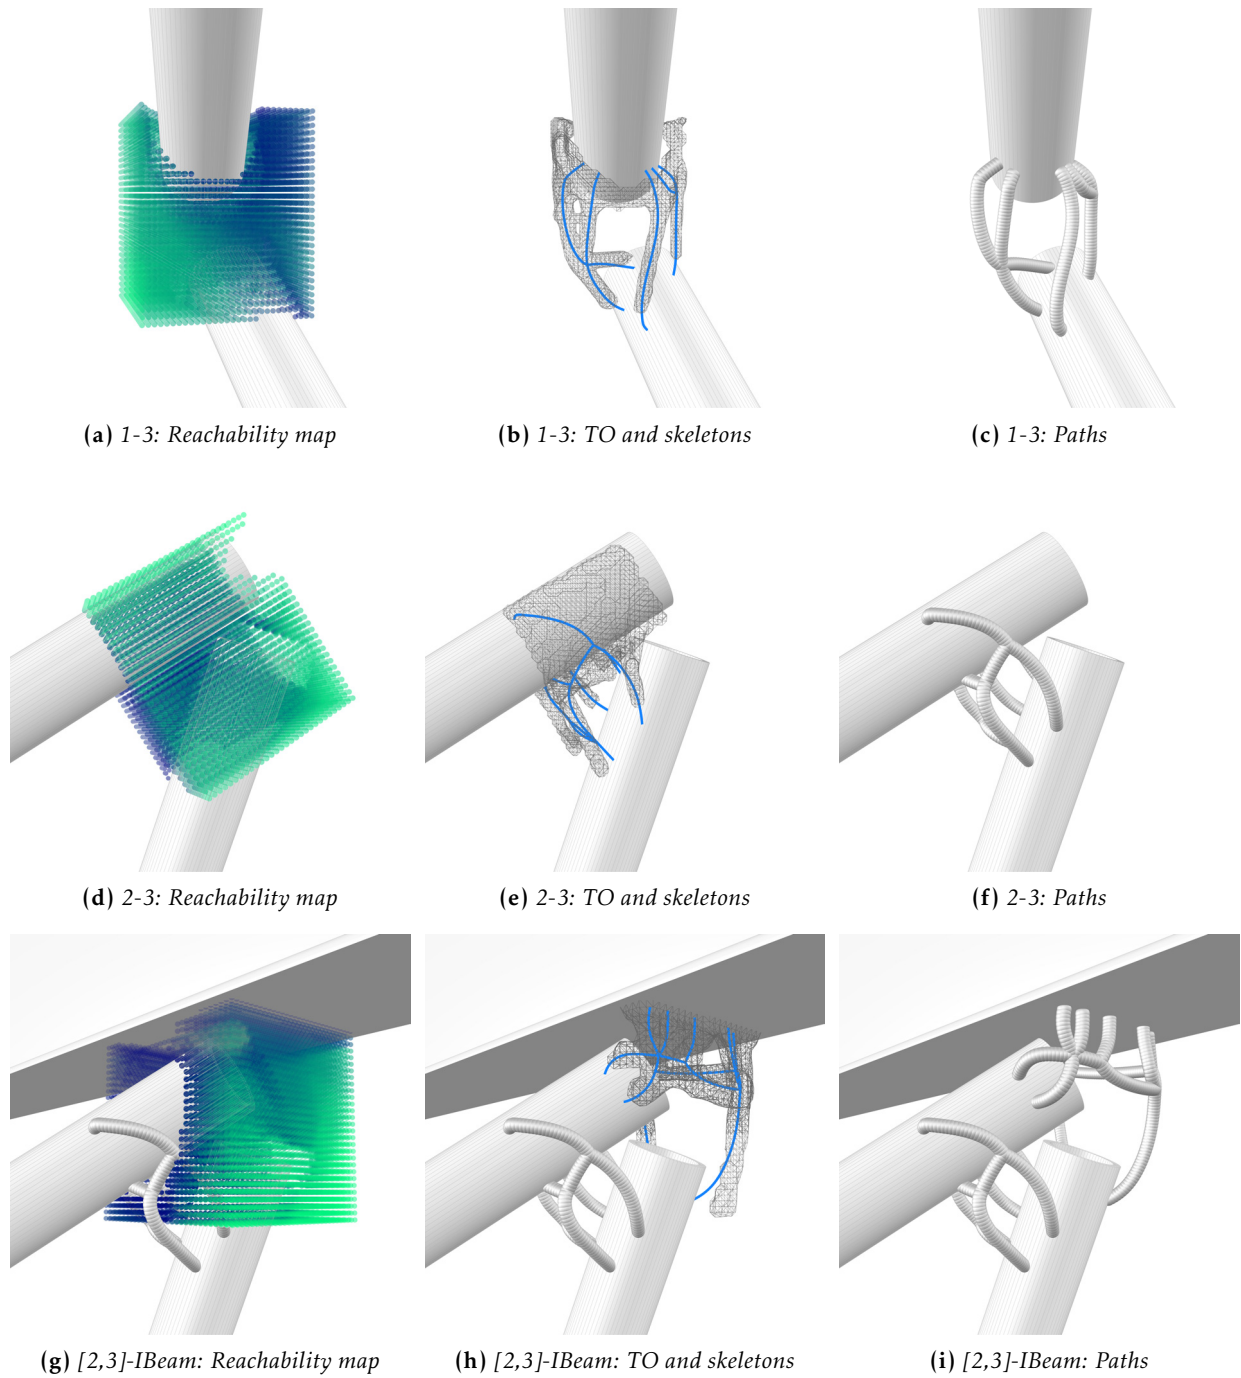 (a) 1-3: Reachability map
(b) 1-3: TO and skeletons
(c) 1-3: Paths
(d) 2-3: Reachability map
(e) 2-3: TO and skeletons
(f) 2-3: Paths
(g) [2,3]-IBeam: Reachability map
(h) [2,3]-IBeam: TO and skeletons
(i) [2,3]-IBeam: Paths